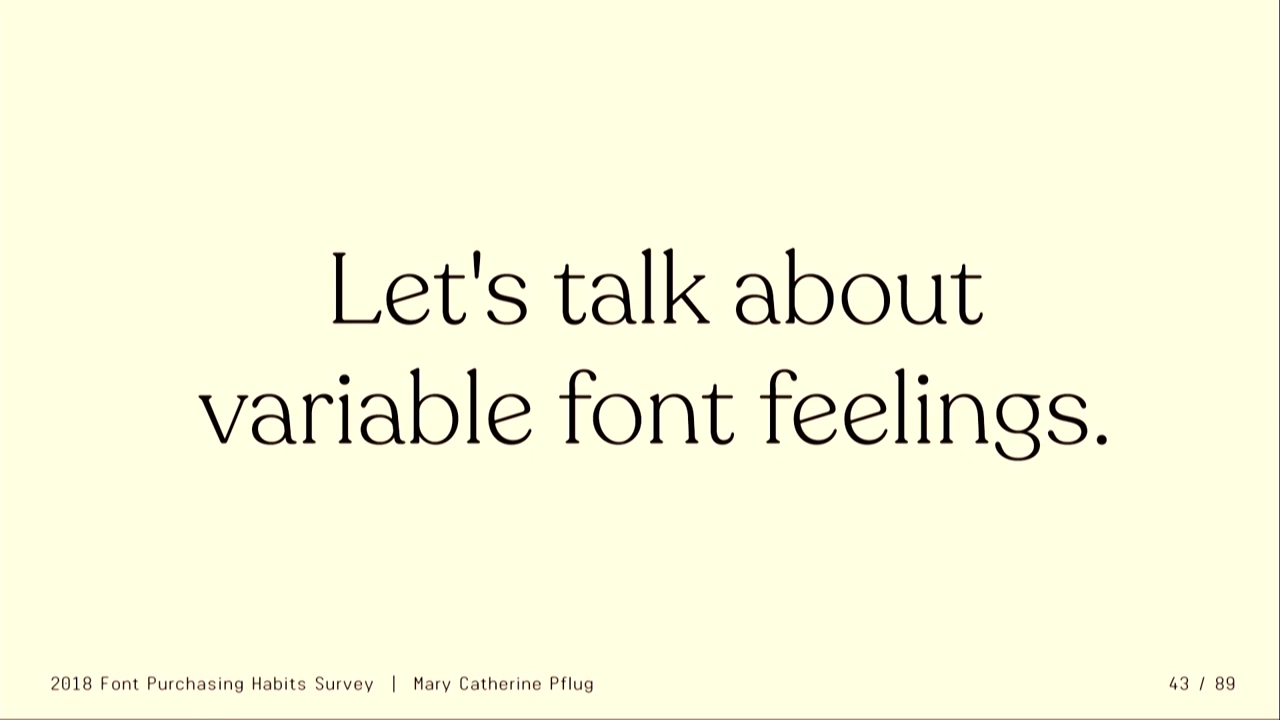 Let's talk about
variable font feelings.
2018 Font Purchasing Habits Survey | Mary Catherine Pflug
43 / 89